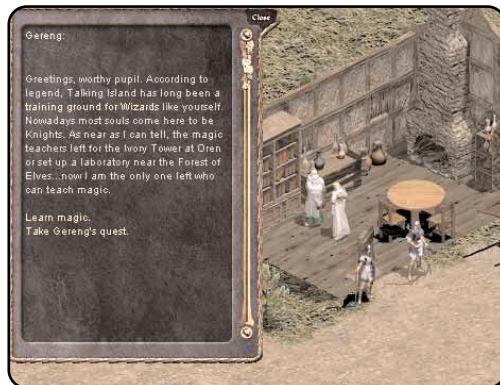 Close
Gereng:
Greetings, worthy pupil. According to
legend, Talking Island has long been a
training ground for Wizards like yourself.
Nowadays most souls come here to be
Knights. As near as I can tell, the magic
teachers left for the Ivory Tower at Oren
or set up a laboratory near the Forest of
Elves...now I am the only one left who
can teach magic.
Learn magic.
Take Gereng's quest.